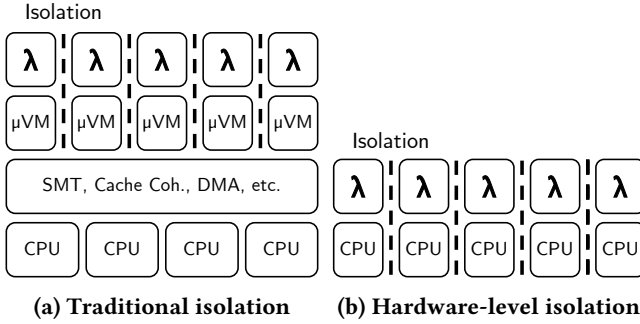 Isolation
λ λ λ λ λ
μVM μVM μVM μVM μVM
SMT, Cache Coh., DMA, etc.
CPU CPU CPU CPU
(a) Traditional isolation
Isolation
λ λ λ λ λ
CPU CPU CPU CPU CPU
(b) Hardware-level isolation